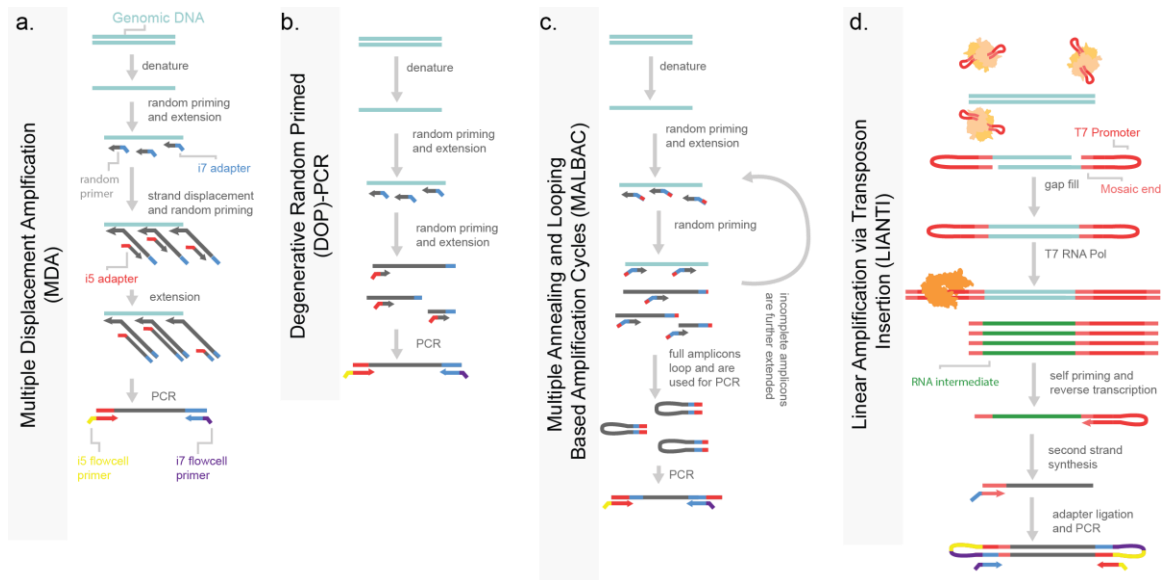 a.
Multiple Displacement Amplification
(MDA)
Genomic DNA
denature
random priming
and extension
i7 adapter
random
primer
strand displacement
and random priming
i5 adapter
extension
PCR
i5 flowcell
primer
i7 flowcell
primer
b.
Degenerative Random Primed
(DOP)-PCR
denature
random priming
and extension
random priming
and extension
PCR
c.
Multiple Annealing and Looping
Based Amplification Cycles (MALBAC)
denature
random priming
and extension
random priming
incomplete amplicons
are further extended
full amplicons
loop and are
used for PCR
PCR
d.
Linear Amplification via Transposon
Insertion (LIANTI)
T7 Promoter
Mosaic end
gap fill
T7 RNA Pol
RNA intermediate
self priming and
reverse transcription
second strand
synthesis
adapter ligation
and PCR